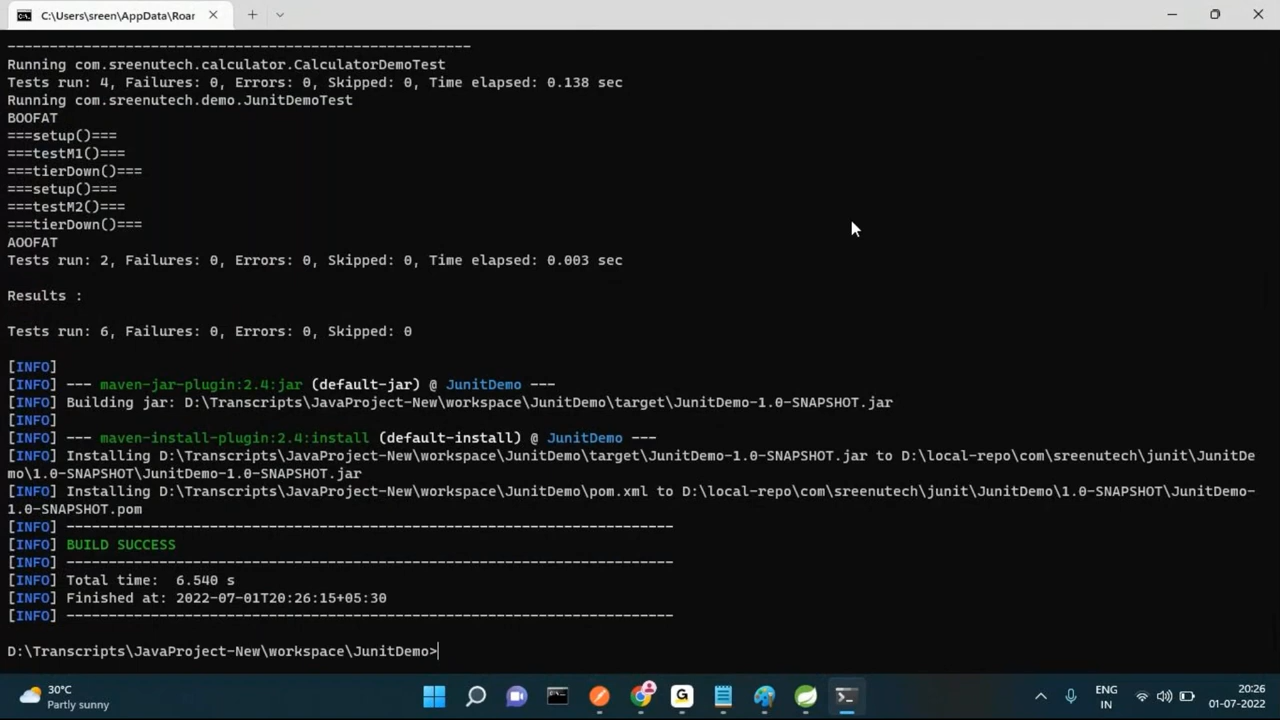 C:\Users\sreen\AppData\Roar
-------------------------------------------------------
Running com.sreenutech.calculator.CalculatorDemoTest
Tests run: 4, Failures: 0, Errors: 0, Skipped: 0, Time elapsed: 0.138 sec
Running com.sreenutech.demo.JunitDemoTest
BOOFAT
===setup()===
===testM1()===
===tierDown()===
===setup()===
===testM2()===
===tierDown()===
AOOFAT
Tests run: 2, Failures: 0, Errors: 0, Skipped: 0, Time elapsed: 0.003 sec
Results :
Tests run: 6, Failures: 0, Errors: 0, Skipped: 0
[INFO]
[INFO] --- maven-jar-plugin:2.4:jar (default-jar) @ JunitDemo ---
[INFO] Building jar: D:\Transcripts\JavaProject-New\workspace\JunitDemo\target\JunitDemo-1.0-SNAPSHOT.jar
[INFO]
[INFO] --- maven-install-plugin:2.4:install (default-install) @ JunitDemo ---
[INFO] Installing D:\Transcripts\JavaProject-New\workspace\JunitDemo\target\JunitDemo-1.0-SNAPSHOT.jar to D:\local-repo\com\sreenutech\junit\JunitDe
mo\1.0-SNAPSHOT\JunitDemo-1.0-SNAPSHOT.jar
[INFO] Installing D:\Transcripts\JavaProject-New\workspace\JunitDemo\pom.xml to D:\local-repo\com\sreenutech\junit\JunitDemo\1.0-SNAPSHOT\JunitDemo-
1.0-SNAPSHOT.pom
[INFO] ------------------------------------------------------------------------
[INFO] BUILD SUCCESS
[INFO] ------------------------------------------------------------------------
[INFO] Total time:  6.540 s
[INFO] Finished at: 2022-07-01T20:26:15+05:30
[INFO] ------------------------------------------------------------------------
D:\Transcripts\JavaProject-New\workspace\JunitDemo>
30°C
Partly sunny
G
ENG
IN
20:26
01-07-2022